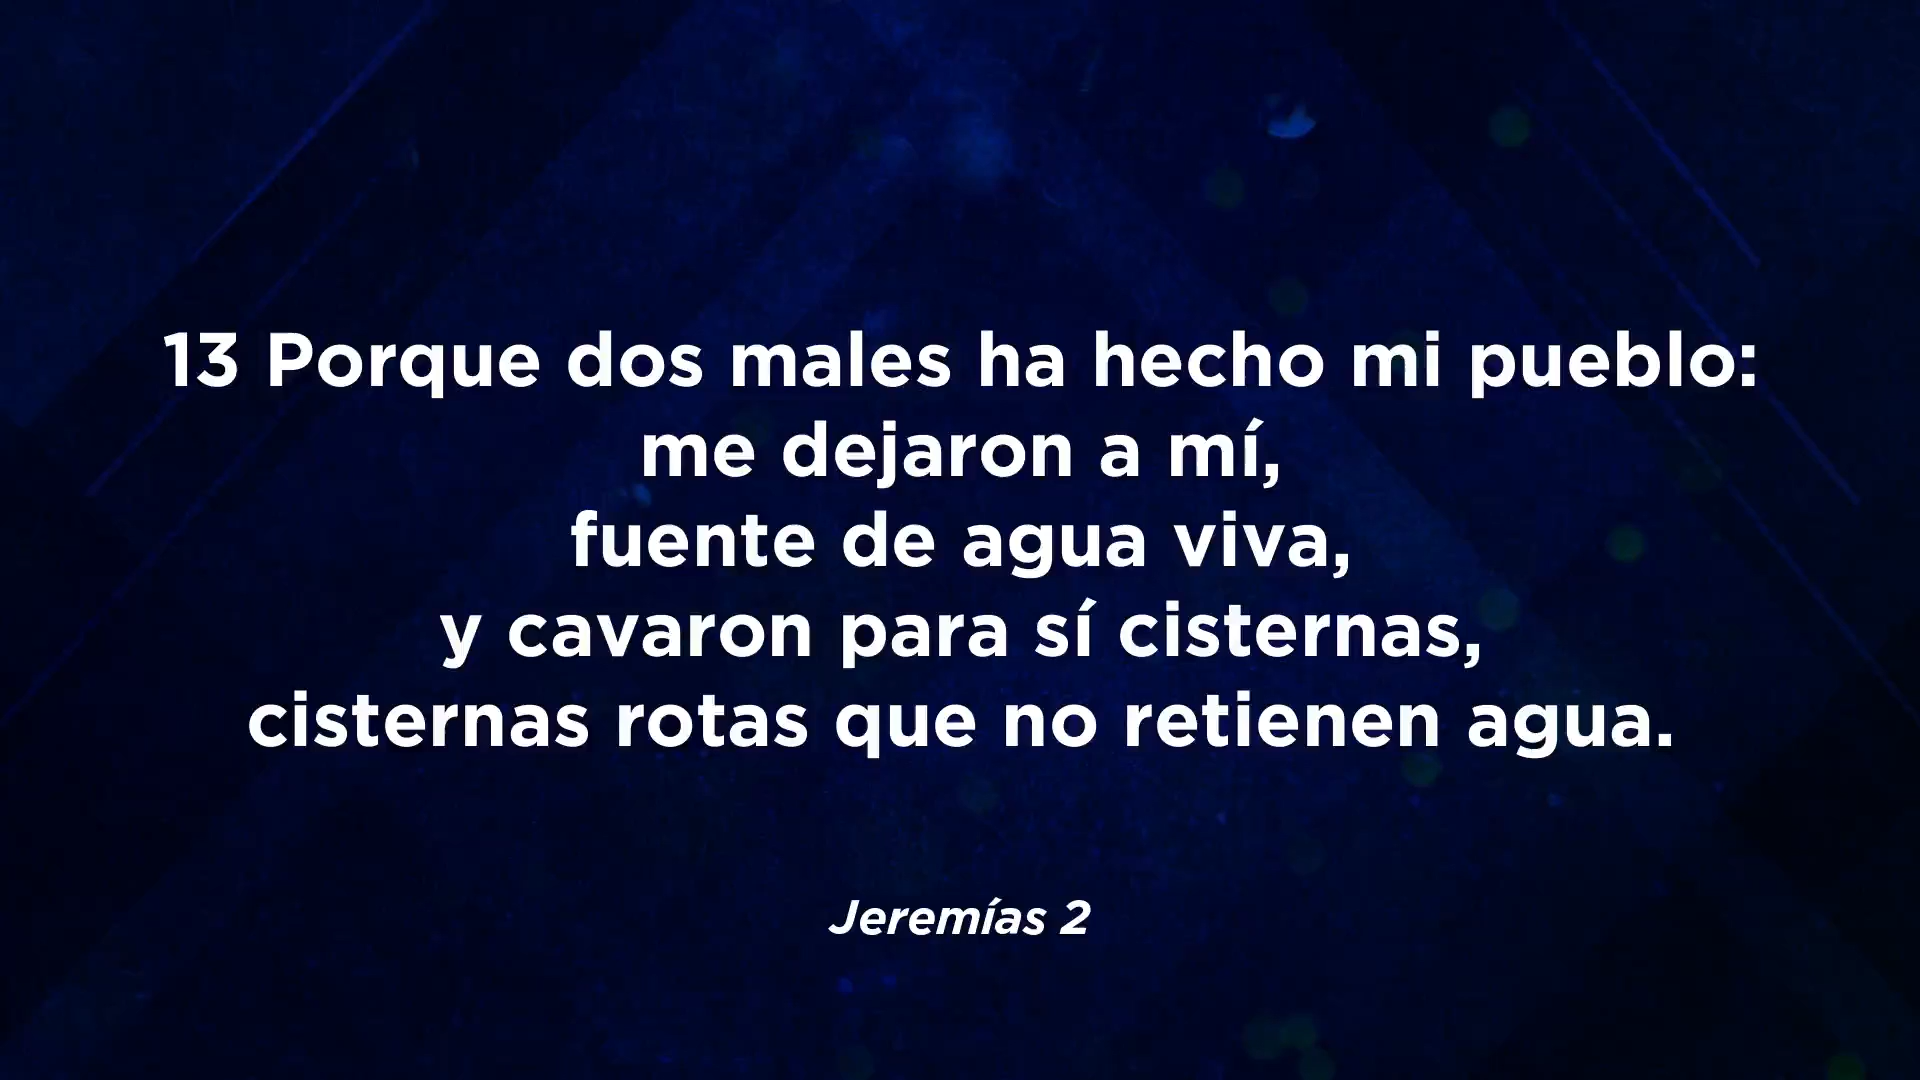 13 Porque dos males ha hecho mi pueblo:
me dejaron a mí,
fuente de agua viva,
y cavaron para sí cisternas,
cisternas rotas que no retienen agua.
Jeremías 2